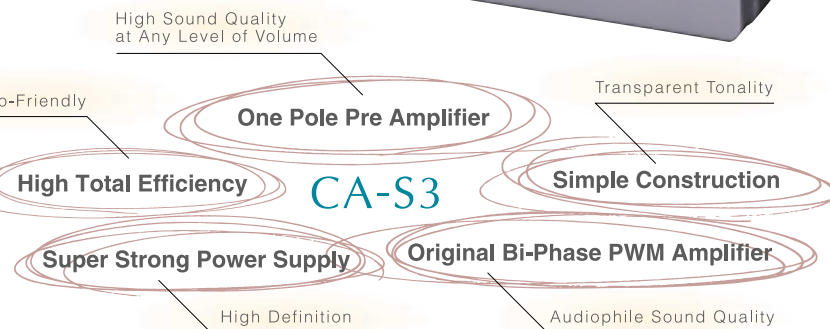 High Sound Quality
at Any Level of Volume
Transparent Tonality
o-Friendly
One Pole Pre Amplifier
High Total Efficiency
CA-S3
Simple Construction
Super Strong Power Supply
Original Bi-Phase PWM Amplifier
High Definition
Audiophile Sound Quality